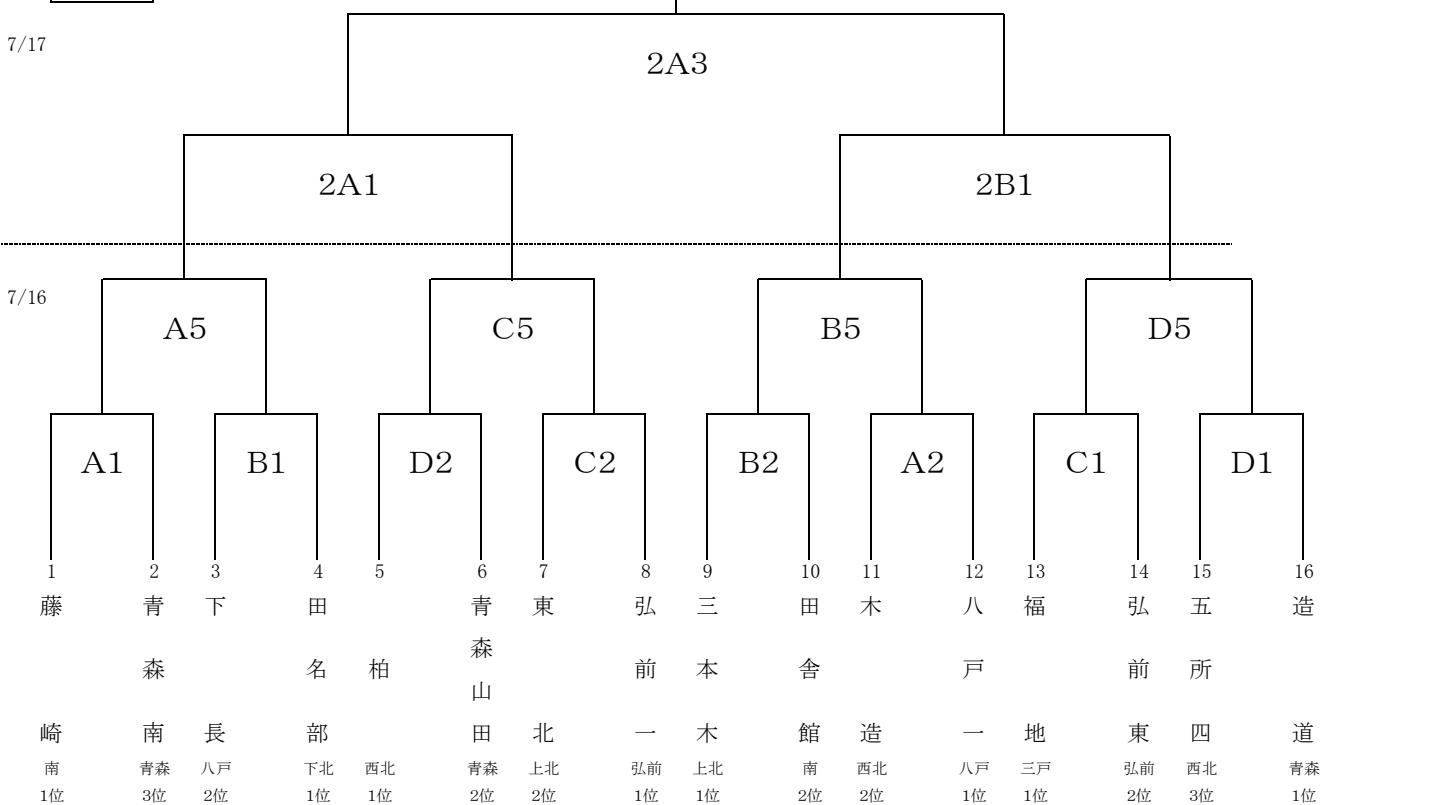 7/17
2A3
2A1
2B1
7/16
A5
C5
B5
D5
A1
B1
D2
C2
B2
A2
C1
D1
1 2 3 4 5 6 7 8 9 10 11 12 13 14 15 16
藤崎
青森南
下長
田名部
柏
青森山田
東北
弘前一
三本木
田舎館
木造
八戸一
福地
弘前東
五所四
造道
南 青森 八戸 下北 西北 青森 上北 弘前 上北 南 西北 八戸 三戸 弘前 西北 青森
1位 3位 2位 1位 1位 2位 2位 1位 1位 2位 2位 1位 1位 2位 3位 1位